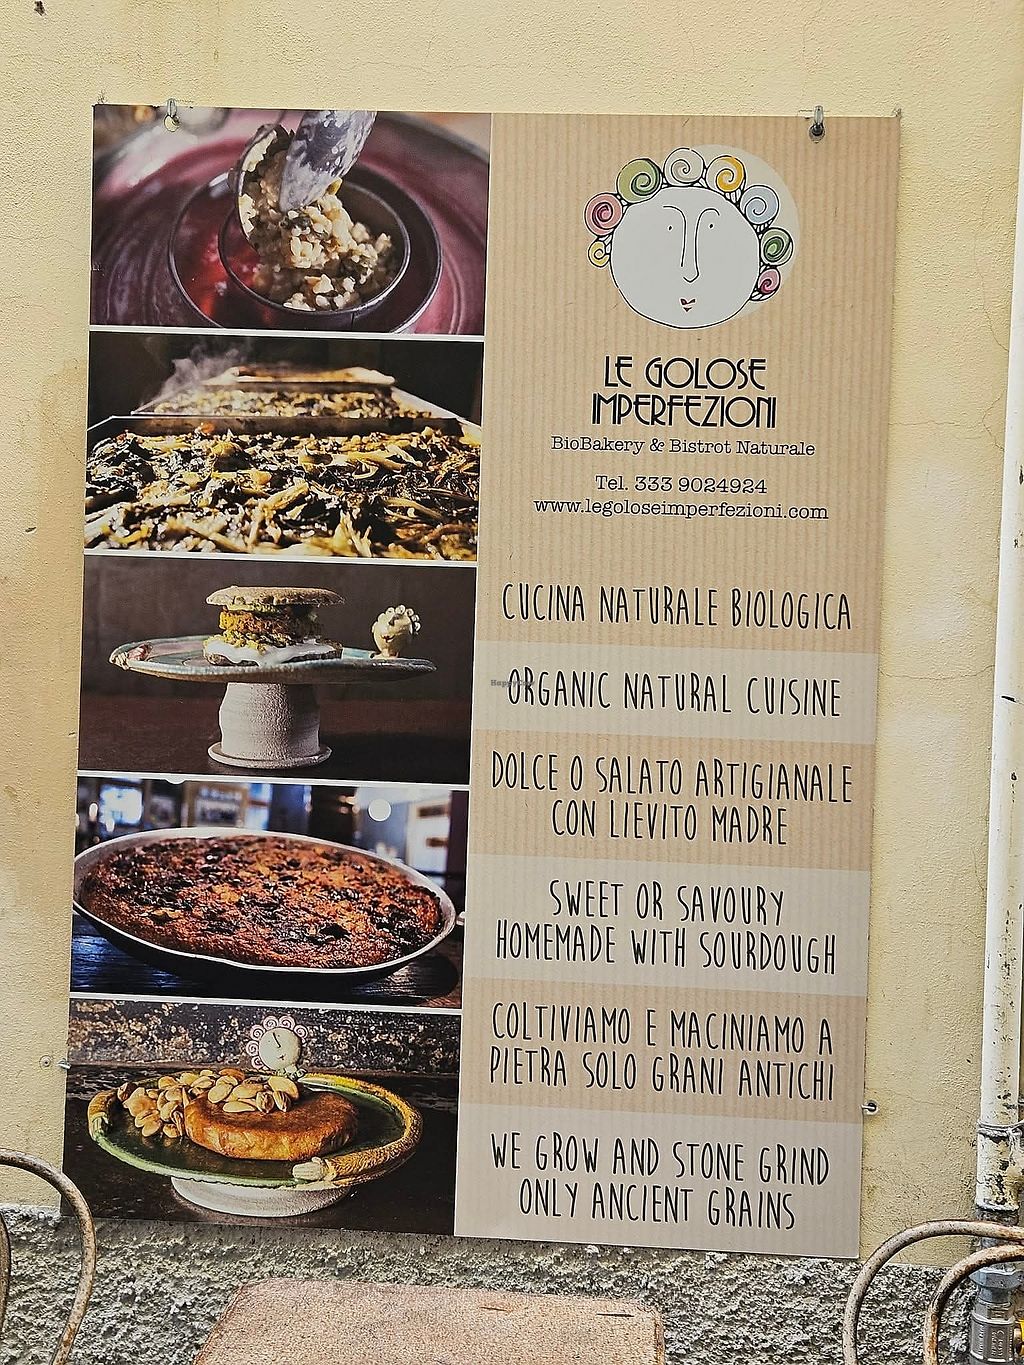 LE GOLOSE
IMPERFEZIONI
BioBakery & Bistrot Naturale
Tel. 333 9024924
www.legoloseimperfezioni.com
CUCINA NATURALE BIOLOGICA
HappyCow
ORGANIC NATURAL CUISINE
DOLCE O SALATO ARTIGIANALE
CON LIEVITO MADRE
SWEET OR SAVOURY
HOMEMADE WITH SOURDOUGH
COLTIVIAMO E MACINIAMO A
PIETRA SOLO GRANI ANTICHI
WE GROW AND STONE GRIND
ONLY ANCIENT GRAINS